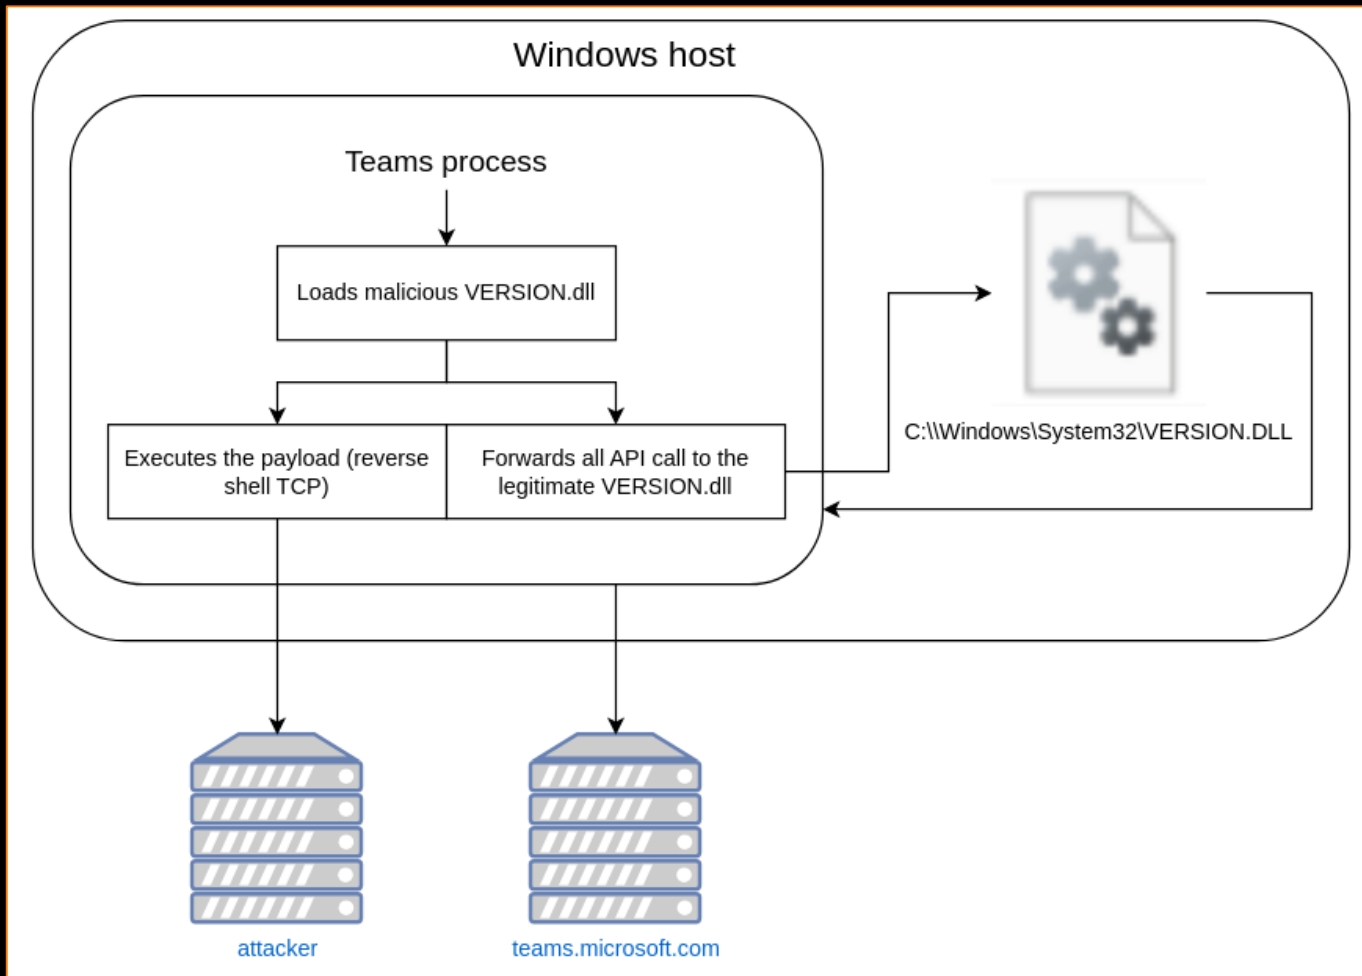 Windows host
Teams process
Loads malicious VERSION.dll
Executes the payload (reverse
shell TCP)
Forwards all API call to the
legitimate VERSION.dll
C:\\Windows\System32\VERSION.DLL
attacker
teams.microsoft.com